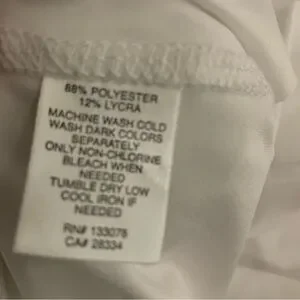 88% POLYESTER
12% LYCRA
MACHINE WASH COLD
WASH DARK COLORS
SEPARATELY
ONLY NON-CHLORINE
BLEACH WHEN
NEEDED
TUMBLE DRY LOW
COOL IRON IF
NEEDED
RN# 133078
CA# 28334